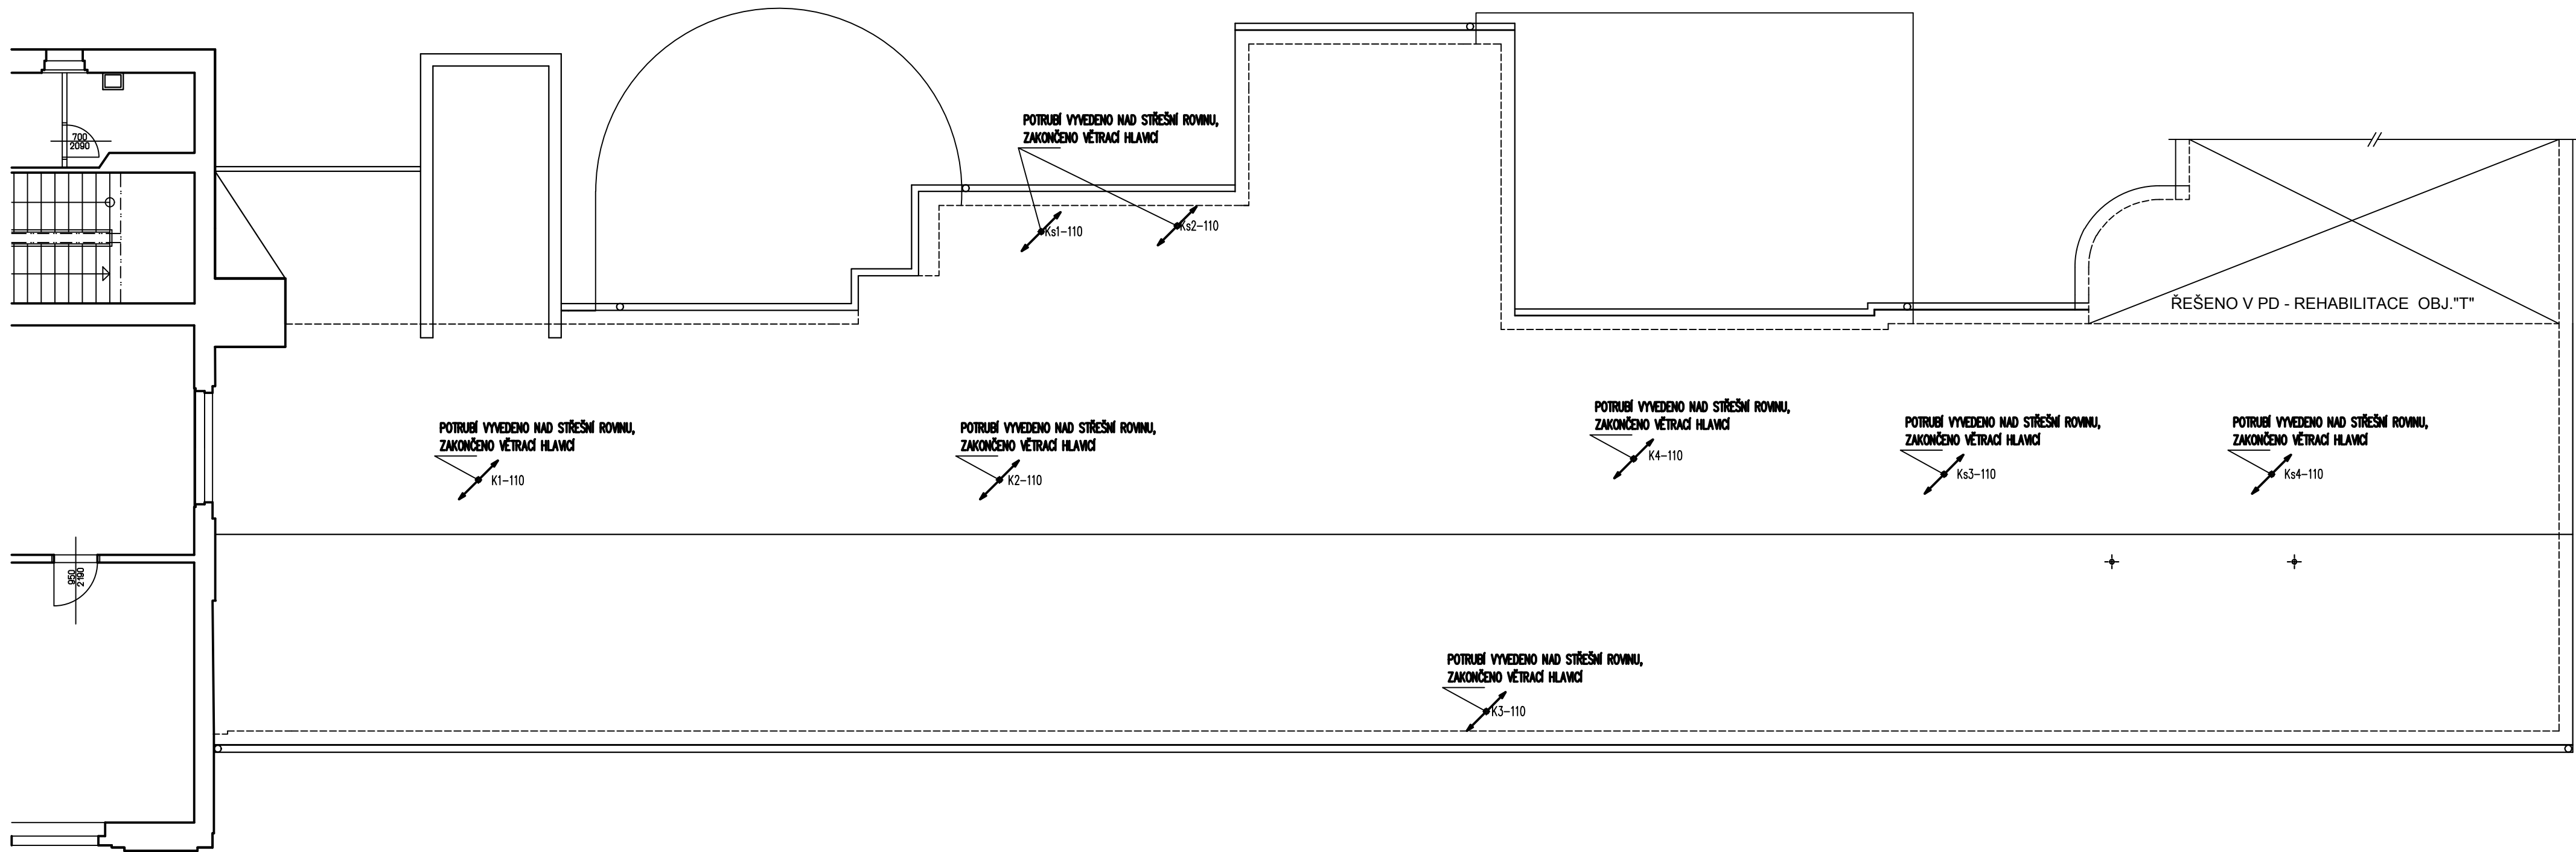 POTRUBÍ VYVEDENO NAD STŘEŠNÍ ROVINU,
ZAKONČENO VĚTRACÍ HLAVICÍ
700
2090
Ks1-110
Ks2-110
ŘEŠENO V PD - REHABILITACE OBJ."T"
POTRUBÍ VYVEDENO NAD STŘEŠNÍ ROVINU,
ZAKONČENO VĚTRACÍ HLAVICÍ
K1-110
POTRUBÍ VYVEDENO NAD STŘEŠNÍ ROVINU,
ZAKONČENO VĚTRACÍ HLAVICÍ
K2-110
POTRUBÍ VYVEDENO NAD STŘEŠNÍ ROVINU,
ZAKONČENO VĚTRACÍ HLAVICÍ
K4-110
POTRUBÍ VYVEDENO NAD STŘEŠNÍ ROVINU,
ZAKONČENO VĚTRACÍ HLAVICÍ
Ks3-110
POTRUBÍ VYVEDENO NAD STŘEŠNÍ ROVINU,
ZAKONČENO VĚTRACÍ HLAVICÍ
Ks4-110
950
2190
POTRUBÍ VYVEDENO NAD STŘEŠNÍ ROVINU,
ZAKONČENO VĚTRACÍ HLAVICÍ
K3-110